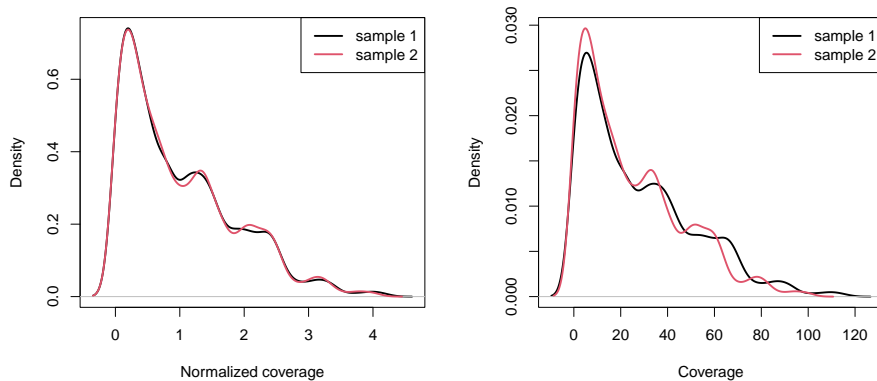 sample 1
sample 2
Density
0.0 0.2 0.4 0.6
0 1 2 3 4
Normalized coverage
sample 1
sample 2
Density
0.000 0.010 0.020 0.030
0 20 40 60 80 100 120
Coverage